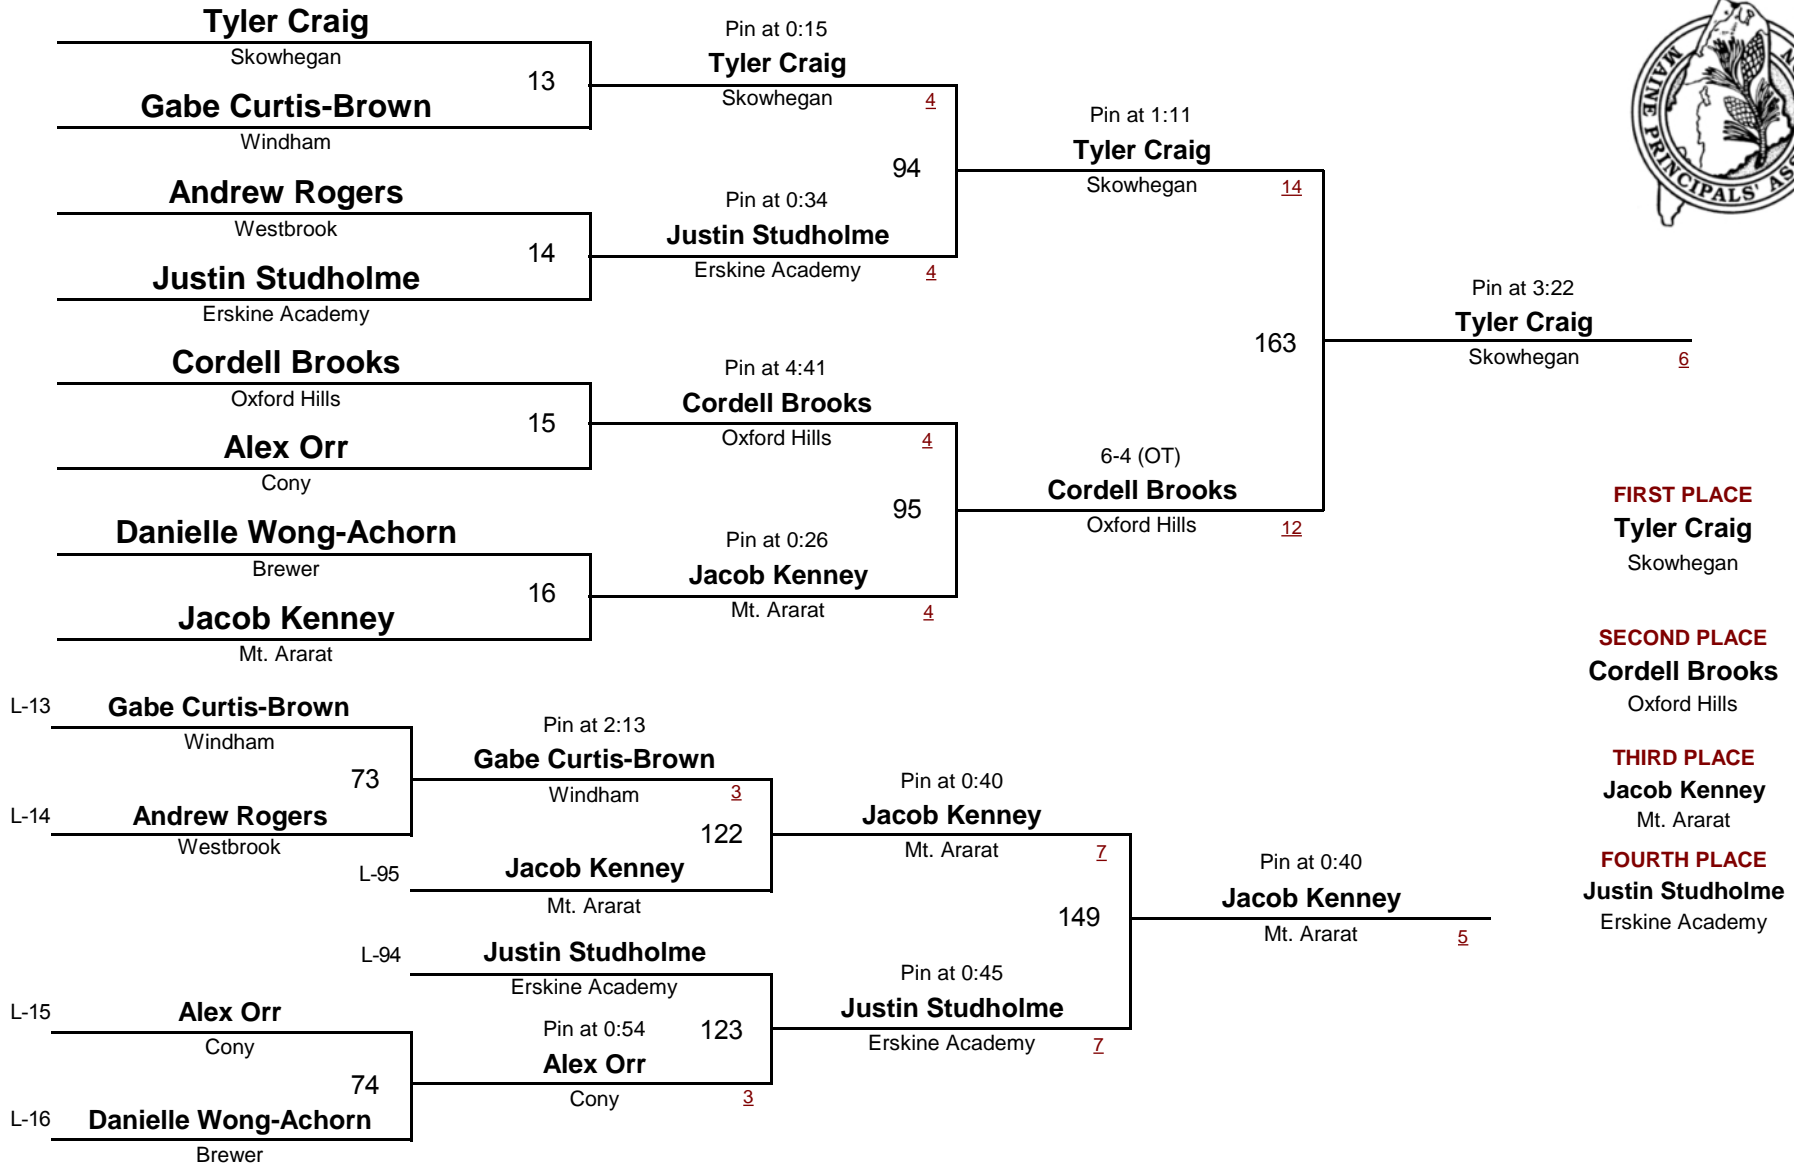 Tyler Craig
Skowhegan
13
Gabe Curtis-Brown
Windham
Andrew Rogers
Westbrook
14
Justin Studholme
Erskine Academy
Cordell Brooks
Oxford Hills
15
Alex Orr
Cony
Danielle Wong-Achorn
Brewer
16
Jacob Kenney
Mt. Ararat
Pin at 0:15
Tyler Craig
Skowhegan 4
94
Pin at 0:34
Justin Studholme
Erskine Academy 4
Pin at 4:41
Cordell Brooks
Oxford Hills 4
95
Pin at 0:26
Jacob Kenney
Mt. Ararat 4
Pin at 1:11
Tyler Craig
Skowhegan 14
163
6-4 (OT)
Cordell Brooks
Oxford Hills 12
Pin at 3:22
Tyler Craig
Skowhegan 6
MAINE PRINCIPALS'
FIRST PLACE
Tyler Craig
Skowhegan
SECOND PLACE
Cordell Brooks
Oxford Hills
THIRD PLACE
Jacob Kenney
Mt. Ararat
FOURTH PLACE
Justin Studholme
Erskine Academy
L-13 Gabe Curtis-Brown
Windham
73
L-14 Andrew Rogers
Westbrook
Pin at 2:13
Gabe Curtis-Brown
Windham 3
122
L-95 Jacob Kenney
Mt. Ararat
L-94 Justin Studholme
Erskine Academy
L-15 Alex Orr
Cony
74
L-16 Danielle Wong-Achorn
Brewer
Pin at 0:54 123
Alex Orr
Cony 3
Pin at 0:40
Jacob Kenney
Mt. Ararat 7
149
Pin at 0:45
Justin Studholme
Erskine Academy 7
Pin at 0:40
Jacob Kenney
Mt. Ararat 5